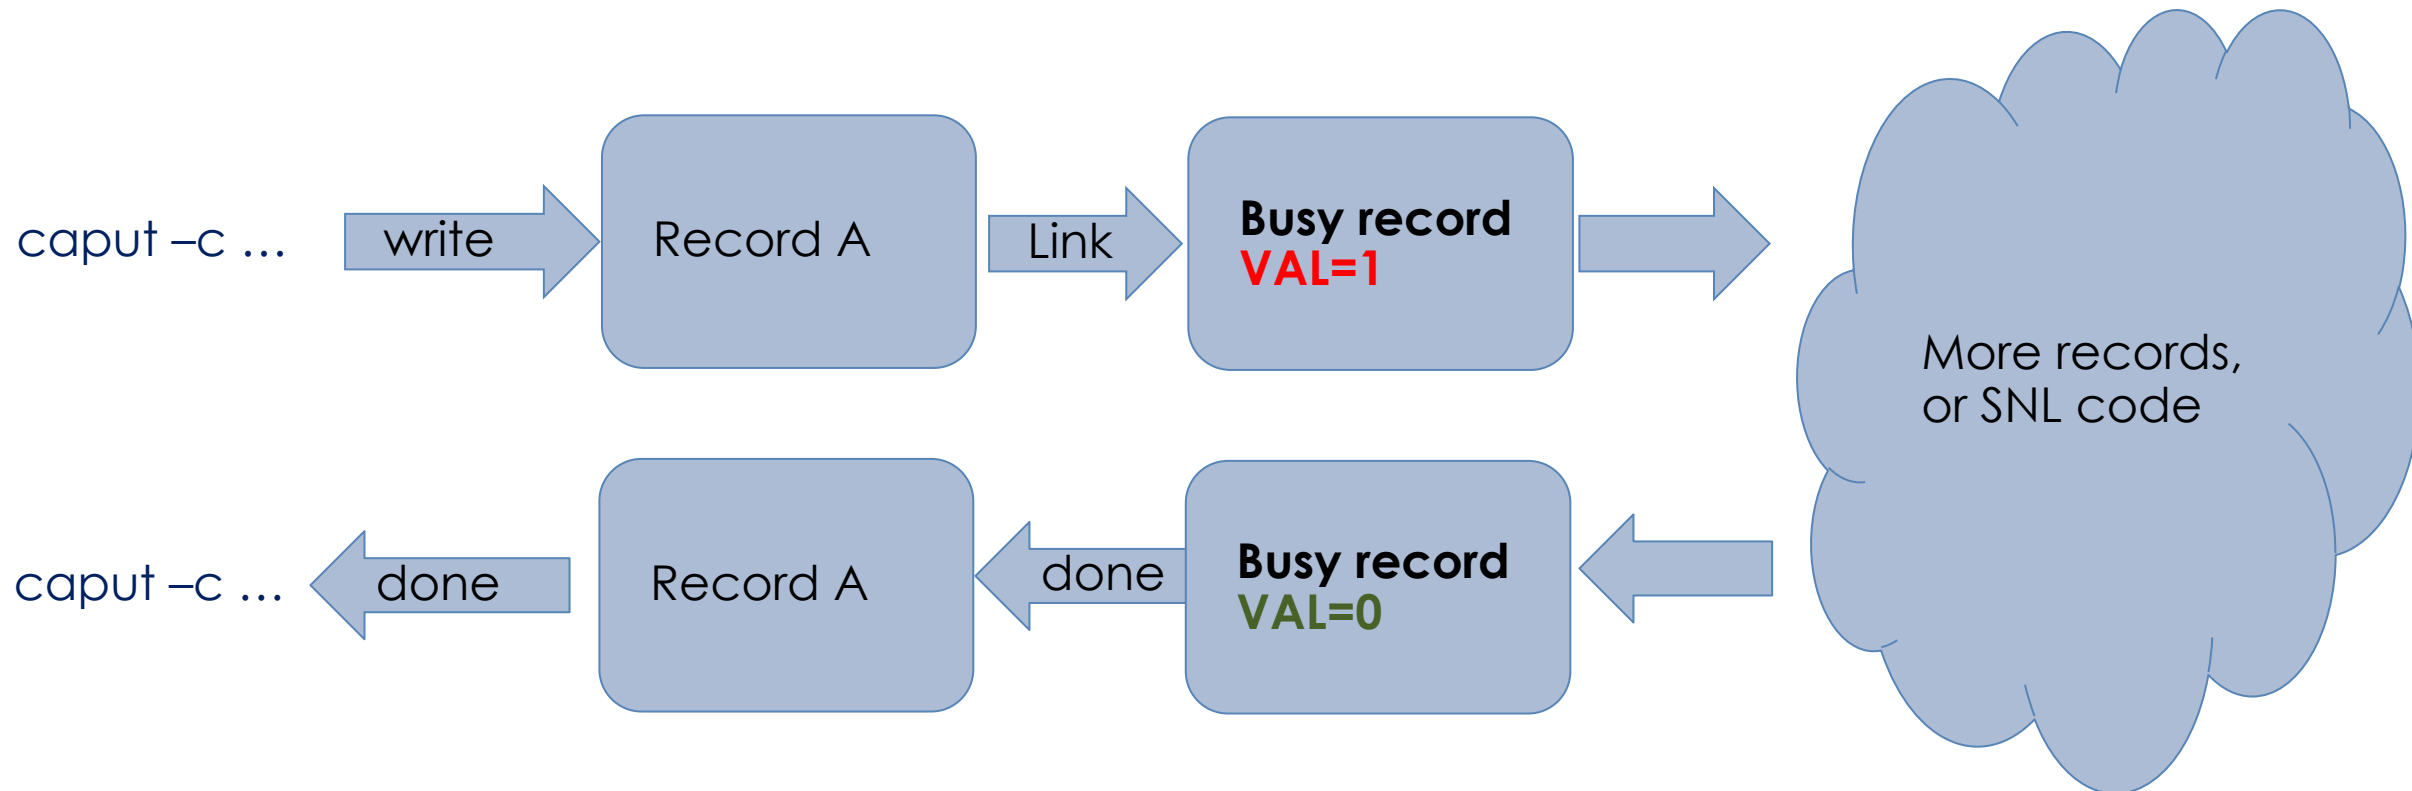 caput –c …
write
Record A
Link
Busy record
VAL=1
More records,
or SNL code
caput –c …
done
Record A
done
Busy record
VAL=0